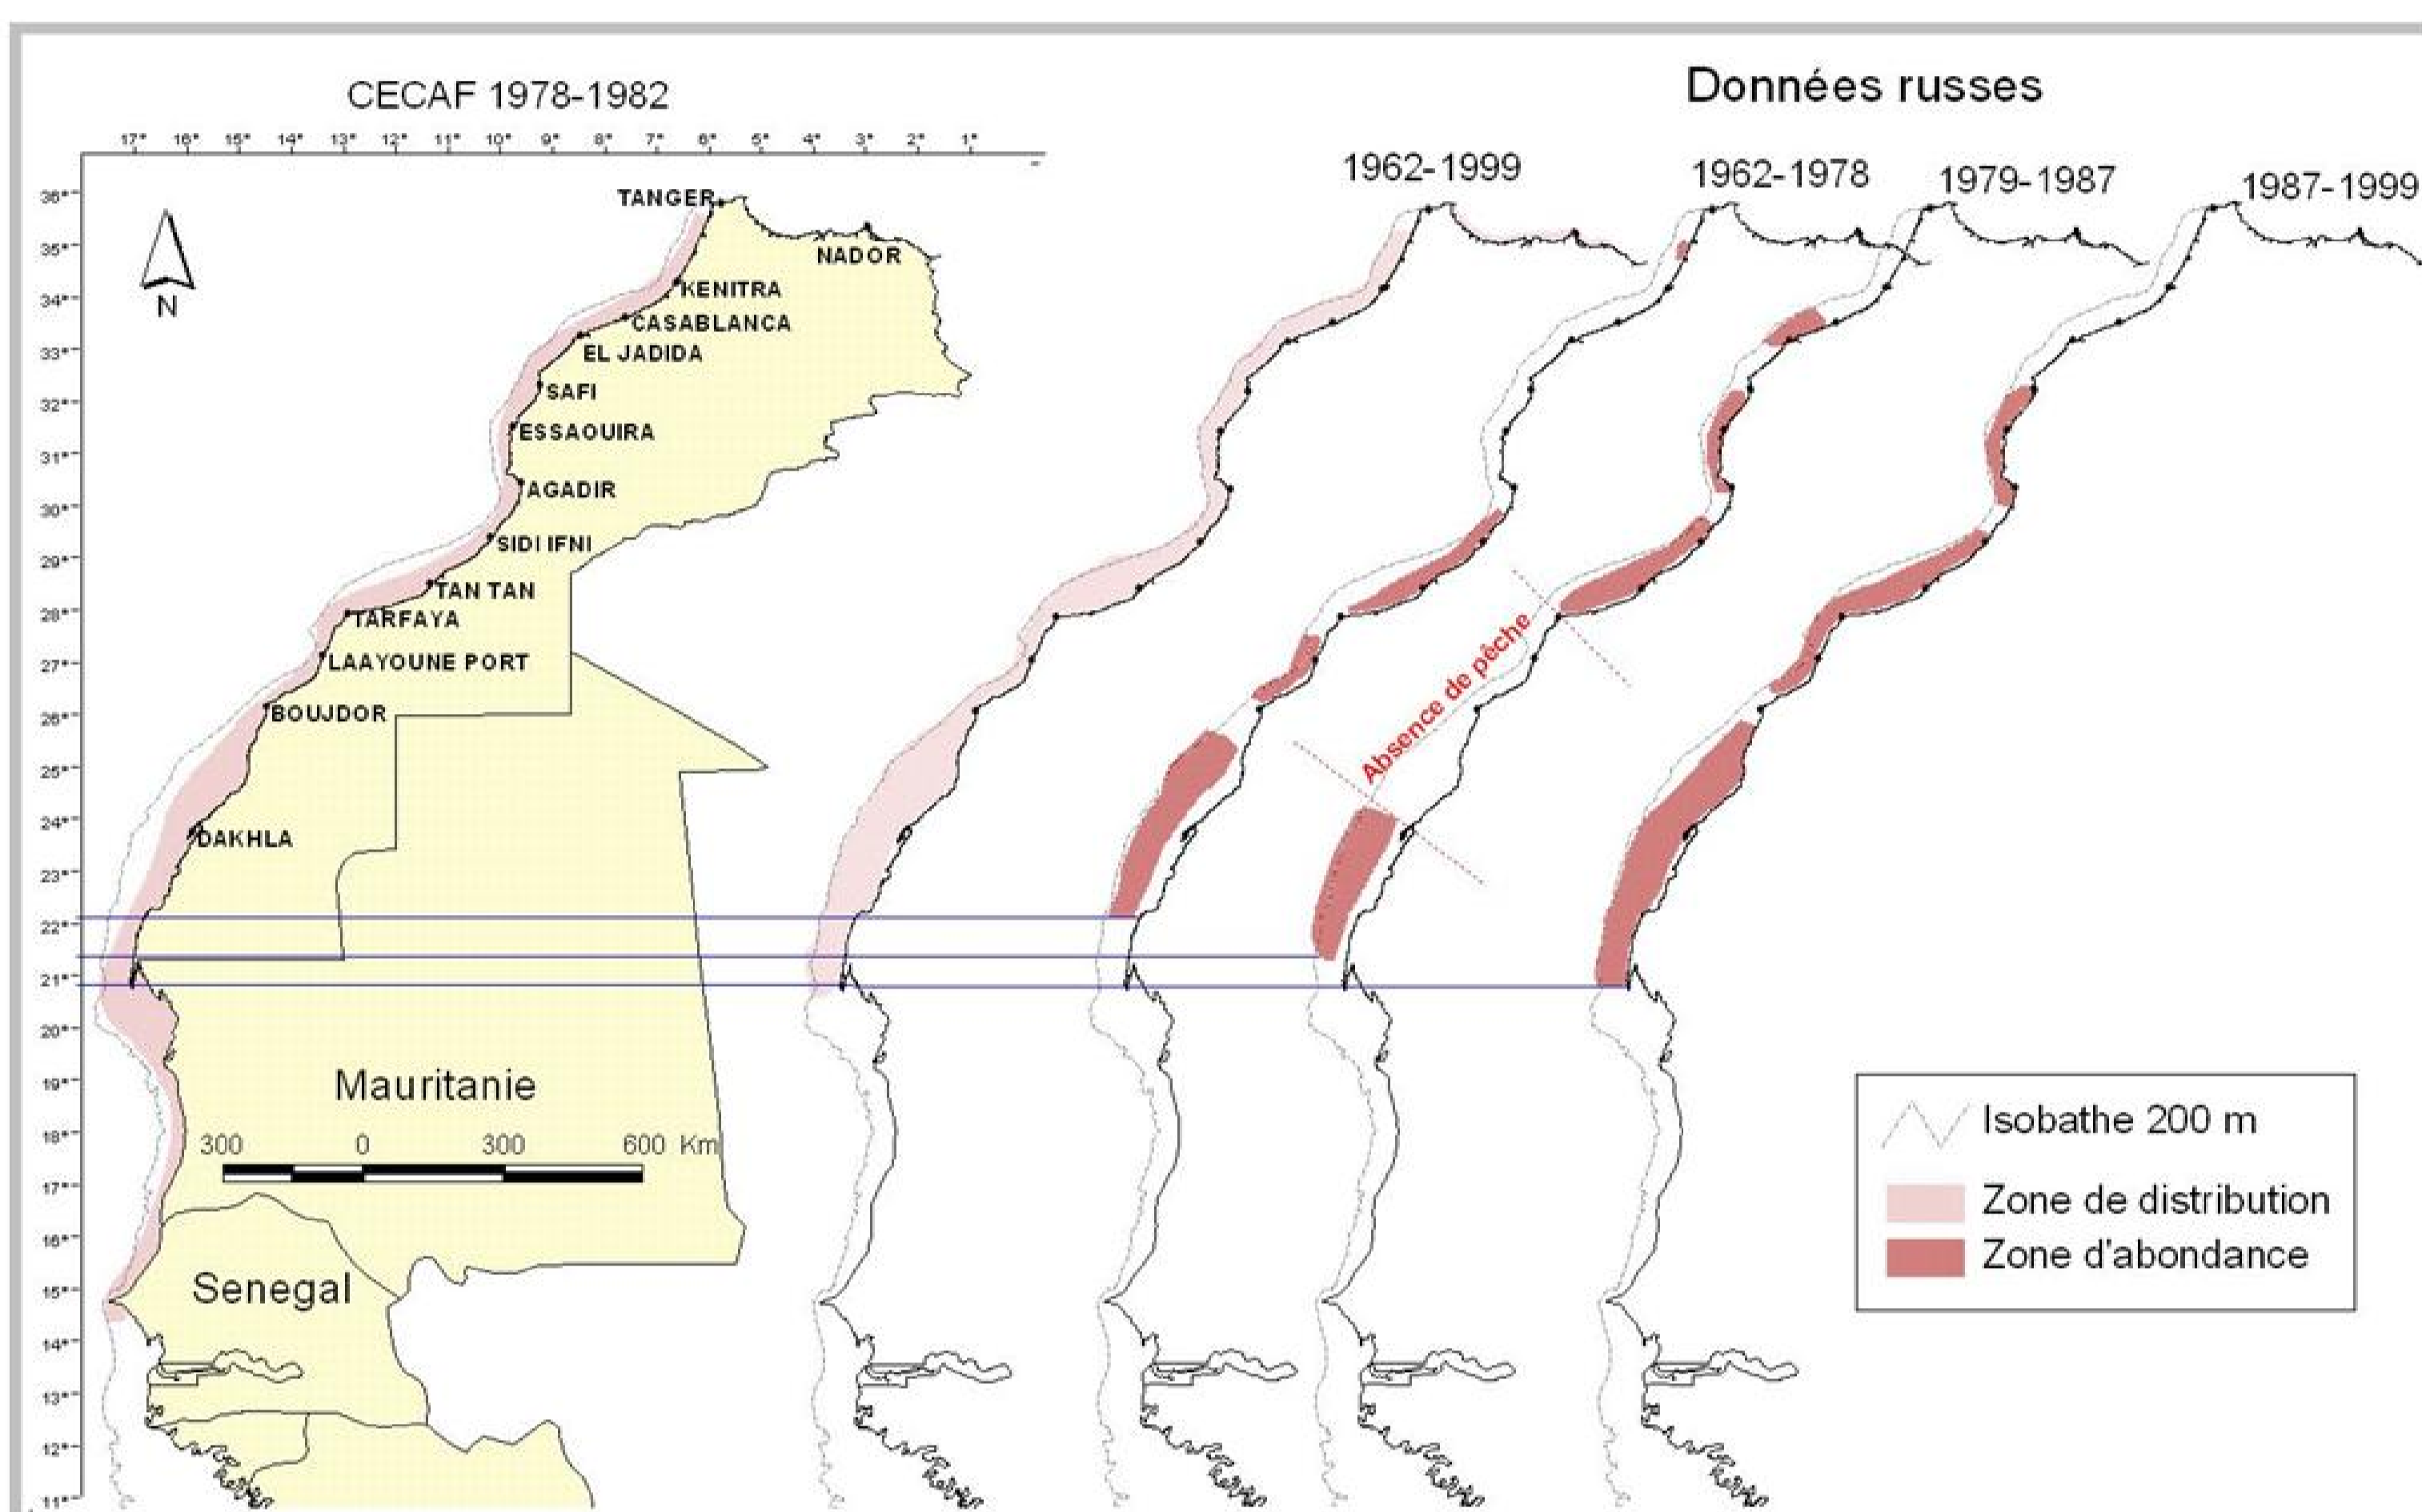 CECAF 1978-1982
Données russes
17° 16° 15° 14° 13° 12° 11° 10° 9° 8° 7° 6° 5° 4° 3° 2° 1°
1962-1999
1962-1978
1979-1987
1987-1999
36°
35°
34°
33°
32°
31°
30°
29°
28°
27°
26°
25°
24°
23°
22°
21°
20°
19°
18°
17°
16°
15°
14°
13°
12°
11°
N
TANGER
NADOR
KENITRA
CASABLANCA
EL JADIDA
SAFI
ESSAOUIRA
AGADIR
SIDI IFNI
TAN TAN
TARFAYA
LAAYOUNE PORT
BOUJDOR
DAKHLA
Absence de pêche
Mauritanie
300 0 300 600 Km
Senegal
Isobathe 200 m
Zone de distribution
Zone d'abondance